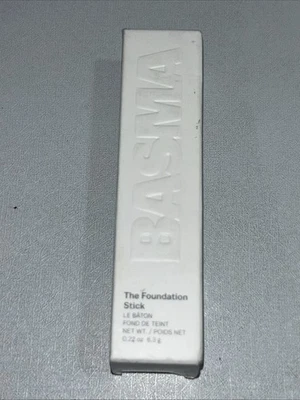 BASMA
The Foundation
Stick
LE BÂTON
FOND DE TEINT
NET WT. / POIDS NET
0.22 oz 6.3 g